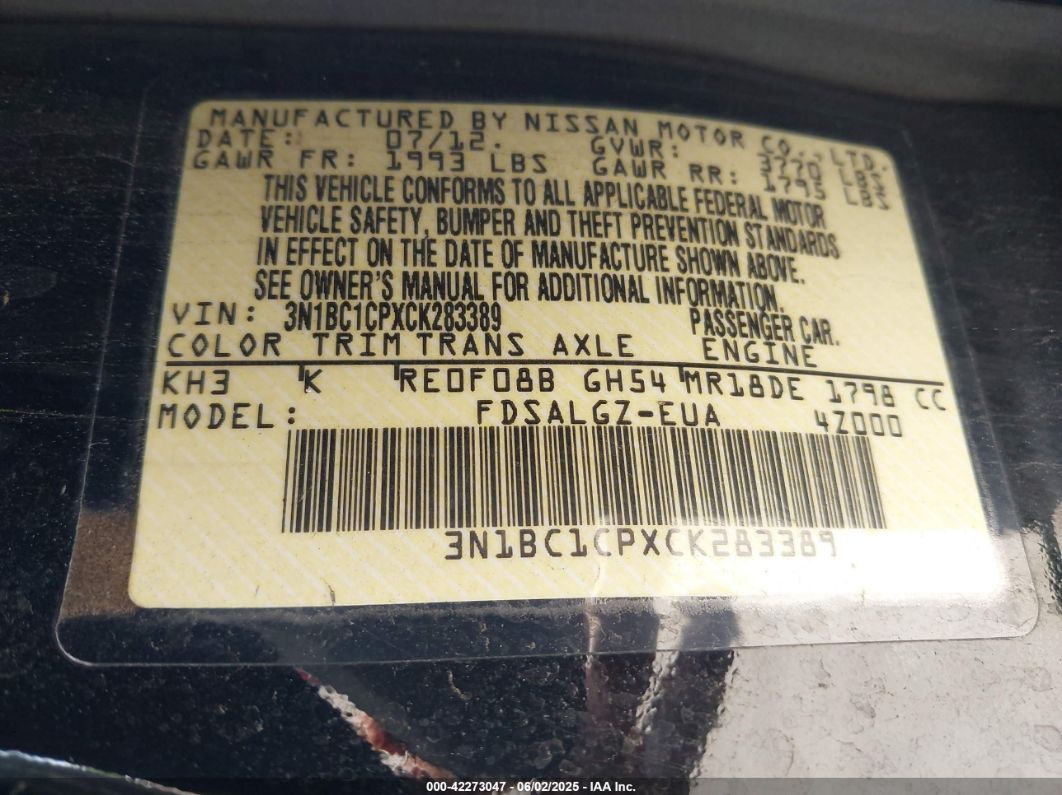 MANUFACTURED BY NISSAN MOTOR CO.,LTD.
DATE: 07/12. GVWR: 3770 LBS
GAWR FR: 1993 LBS GAWR RR: 1795 LBS
THIS VEHICLE CONFORMS TO ALL APPLICABLE FEDERAL MOTOR
VEHICLE SAFETY, BUMPER AND THEFT PREVENTION STANDARDS
IN EFFECT ON THE DATE OF MANUFACTURE SHOWN ABOVE.
SEE OWNER'S MANUAL FOR ADDITIONAL INFORMATION.
VIN: 3N1BC1CPXCK283389 PASSENGER CAR.
COLOR TRIM TRANS AXLE ENGINE
KH3 K RE0F08B GH54 MR18DE 1798 CC
MODEL: FDSALGZ-EUA 4Z000
3N1BC1CPXCK283389
000-42273047 - 06/02/2025 - IAA Inc.